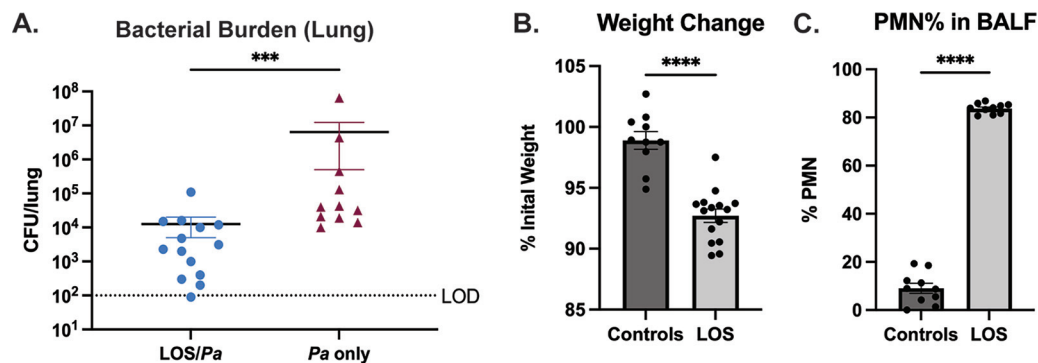 A.
Bacterial Burden (Lung)
***
CFU/lung
10^8
10^7
10^6
10^5
10^4
10^3
10^2
10^1
LOD
LOS/Pa
Pa only
B.
Weight Change
****
% Inital Weight
105
100
95
90
85
Controls
LOS
C.
PMN% in BALF
****
% PMN
100
80
60
40
20
0
Controls
LOS